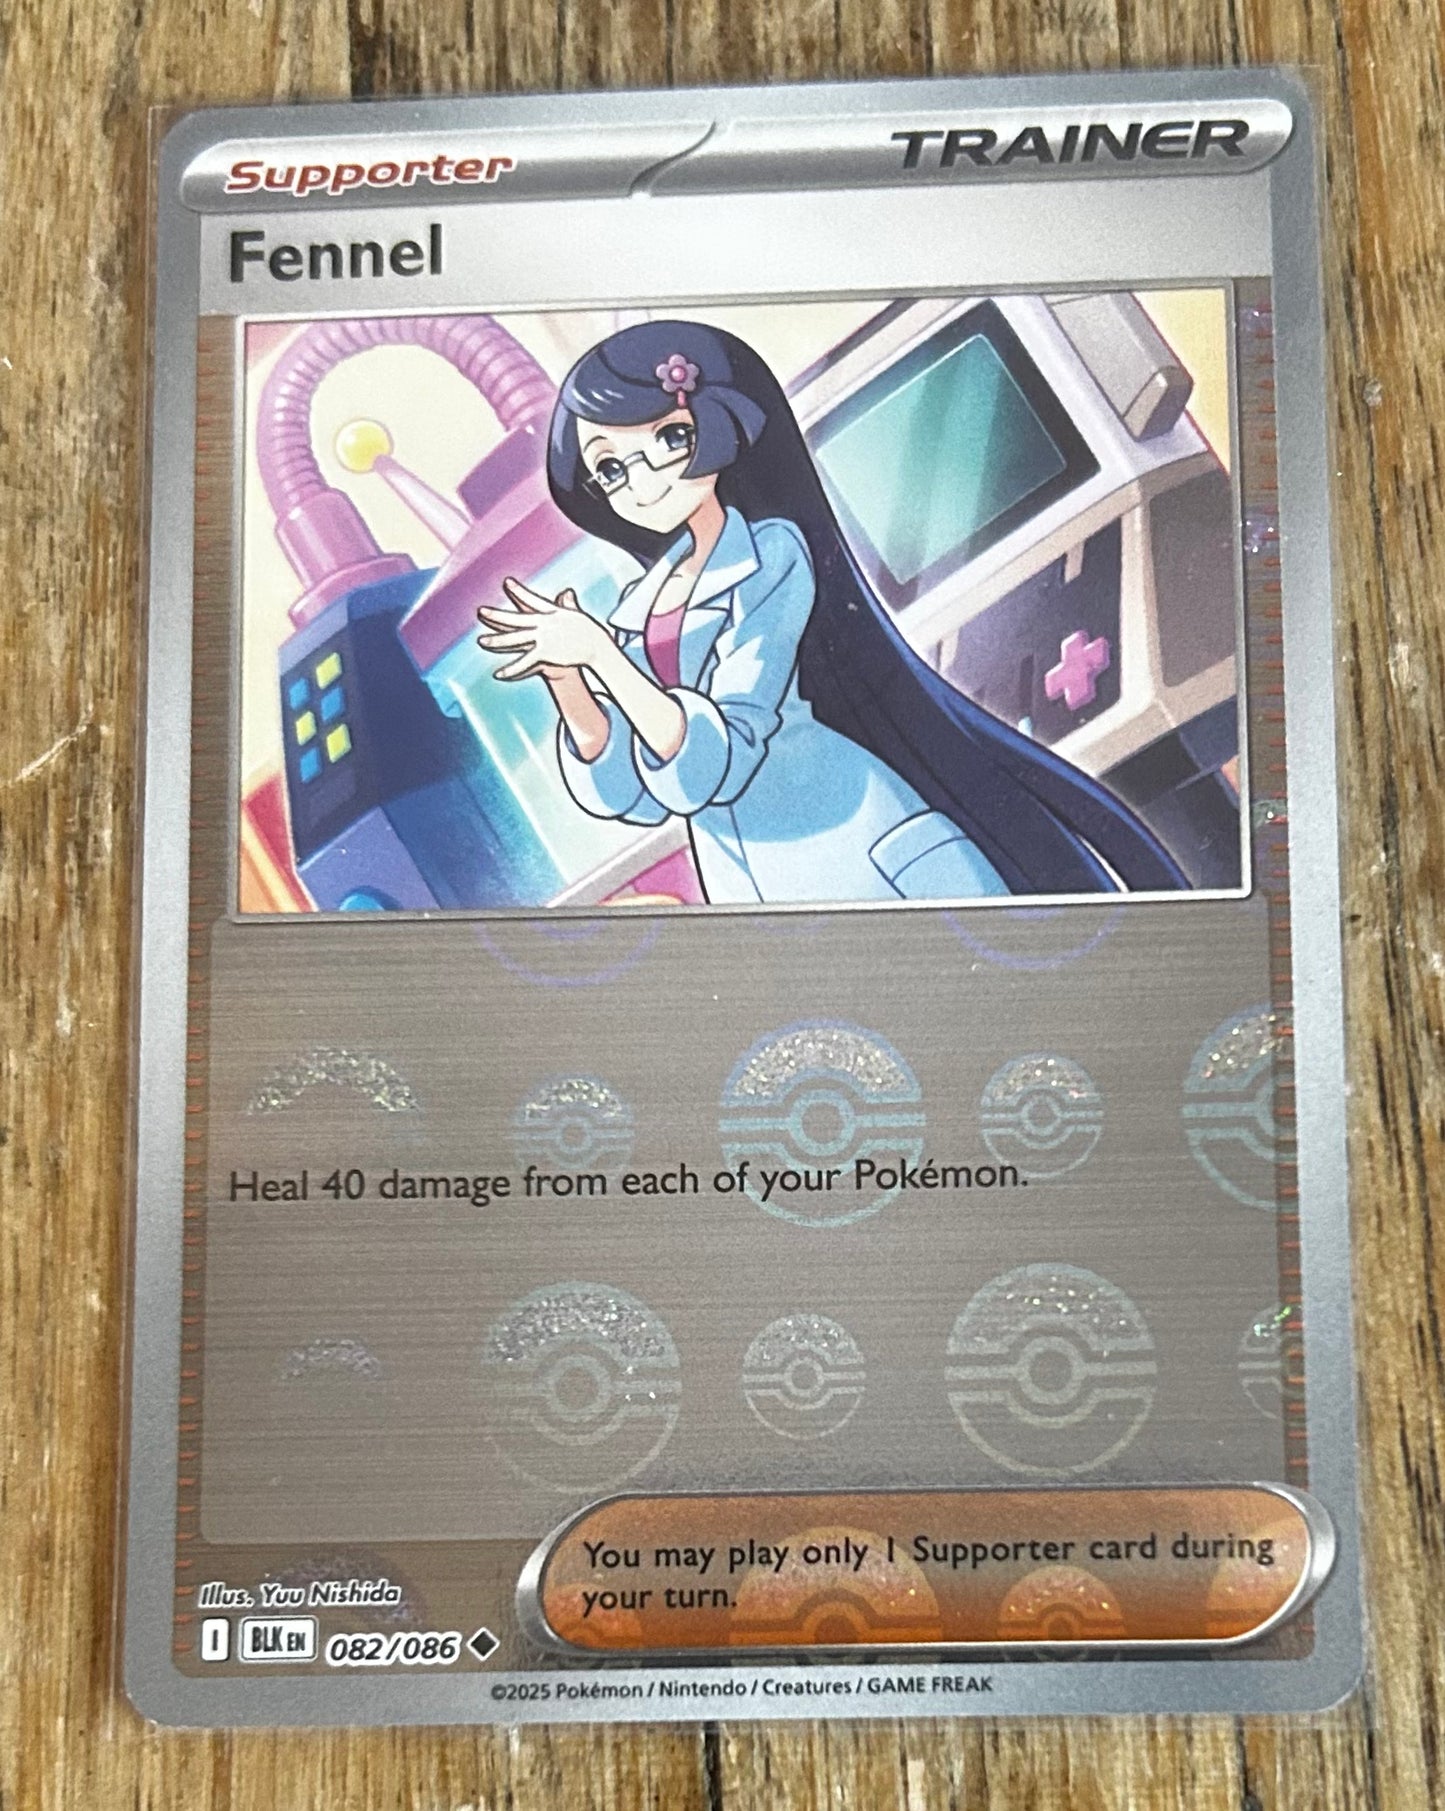 Supporter TRAINER
Fennel
Heal 40 damage from each of your Pokémon.
You may play only 1 Supporter card during
your turn.
Illus. Yuu Nishida
I BLK EN 082/086
©2025 Pokémon / Nintendo / Creatures / GAME FREAK